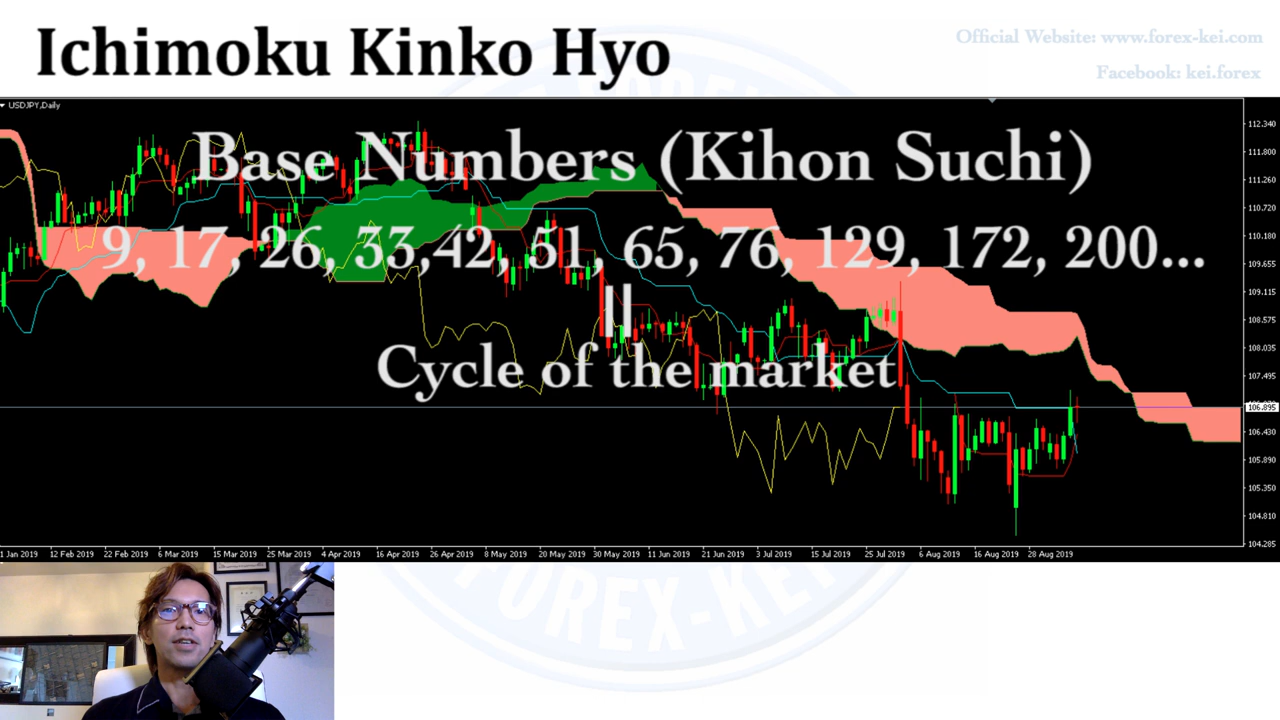 Ichimoku Kinko Hyo
Official Website: www.forex-kei.com
Facebook: kei.forex
USDJPY,Daily
Base Numbers (Kihon Suchi)
9, 17, 26, 33,42, 51, 65, 76, 129, 172, 200...
||
Cycle of the market
112.340
111.800
111.260
110.720
110.180
109.655
109.115
108.575
108.035
107.495
106.895
106.430
105.890
105.350
104.810
104.285
1 Jan 2019 12 Feb 2019 22 Feb 2019 6 Mar 2019 15 Mar 2019 25 Mar 2019 4 Apr 2019 16 Apr 2019 26 Apr 2019 8 May 2019 20 May 2019 30 May 2019 11 Jun 2019 21 Jun 2019 3 Jul 2019 15 Jul 2019 25 Jul 2019 6 Aug 2019 16 Aug 2019 28 Aug 2019
FOREX-KEI